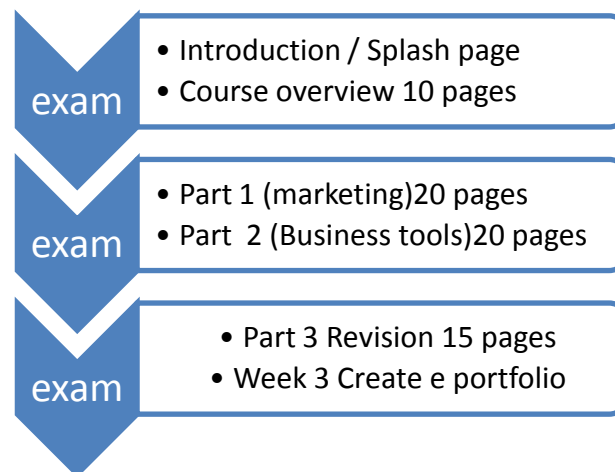 exam
• Introduction / Splash page
• Course overview 10 pages
exam
• Part 1 (marketing)20 pages
• Part  2 (Business tools)20 pages
exam
• Part 3 Revision 15 pages
• Week 3 Create e portfolio